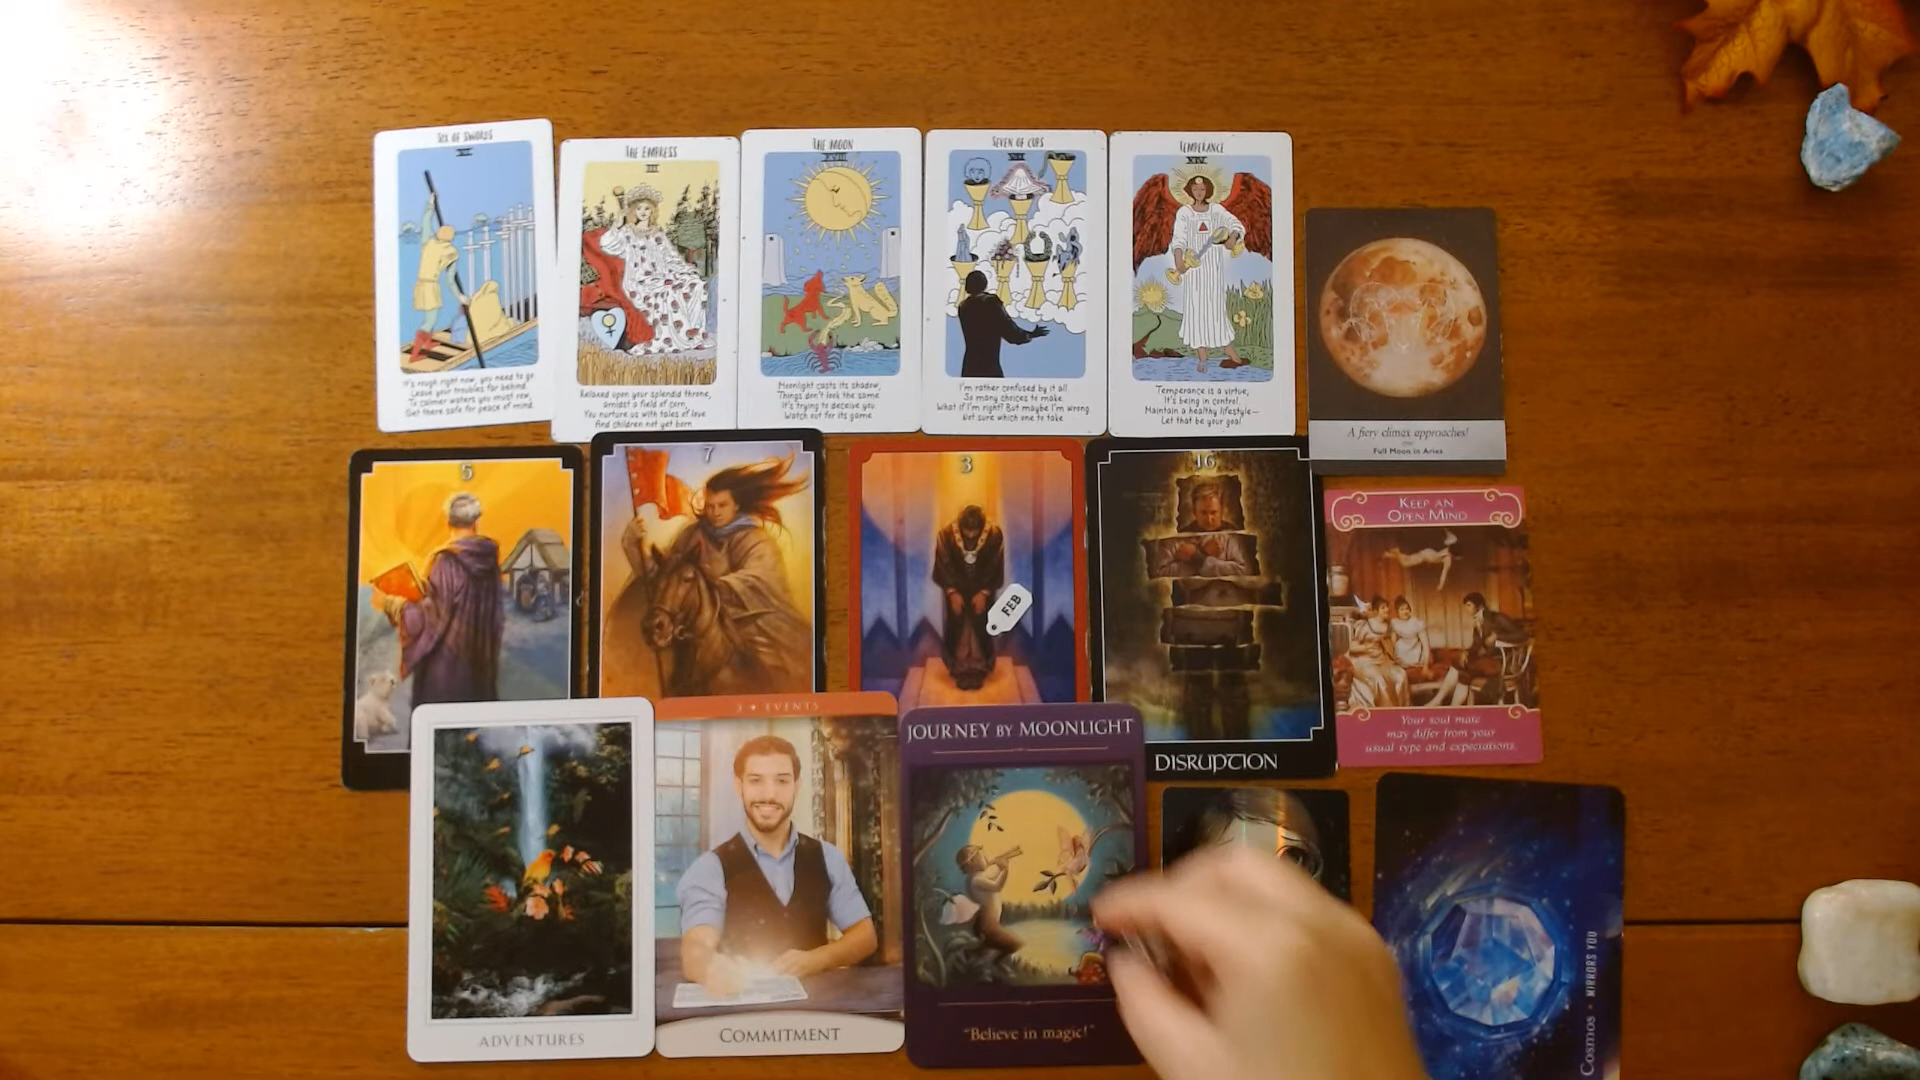 SIX OF SWORDS
VI
It's rough right now, you need to go
Leave your troubles far behind
To calmer waters you must row,
Get there safe for peace of mind.
THE EMPRESS
III
Relaxed upon your splendid throne,
amidst a field of corn
You nurture us with tales of love
And children not yet born
THE MOON
XVIII
Moonlight casts its shadow,
Things don't look the same
It's trying to deceive you
Watch out for its game
SEVEN OF CUPS
VII
I'm rather confused by it all
So many choices to make
What if I'm right? But maybe I'm wrong
Not sure which one to take
TEMPERANCE
XIV
Temperance is a virtue,
It's being in control.
Maintain a healthy lifestyle—
Let that be your goal
A fiery climax approaches!
Full Moon in Aries
5
7
3
FEB
16
DISRUPTION
KEEP AN
OPEN MIND
Your soul mate
may differ from your
usual type and expectations.
ADVENTURES
3 • EVENTS
COMMITMENT
JOURNEY BY MOONLIGHT
"Believe in magic!"
Cosmos • MIRRORS YOU